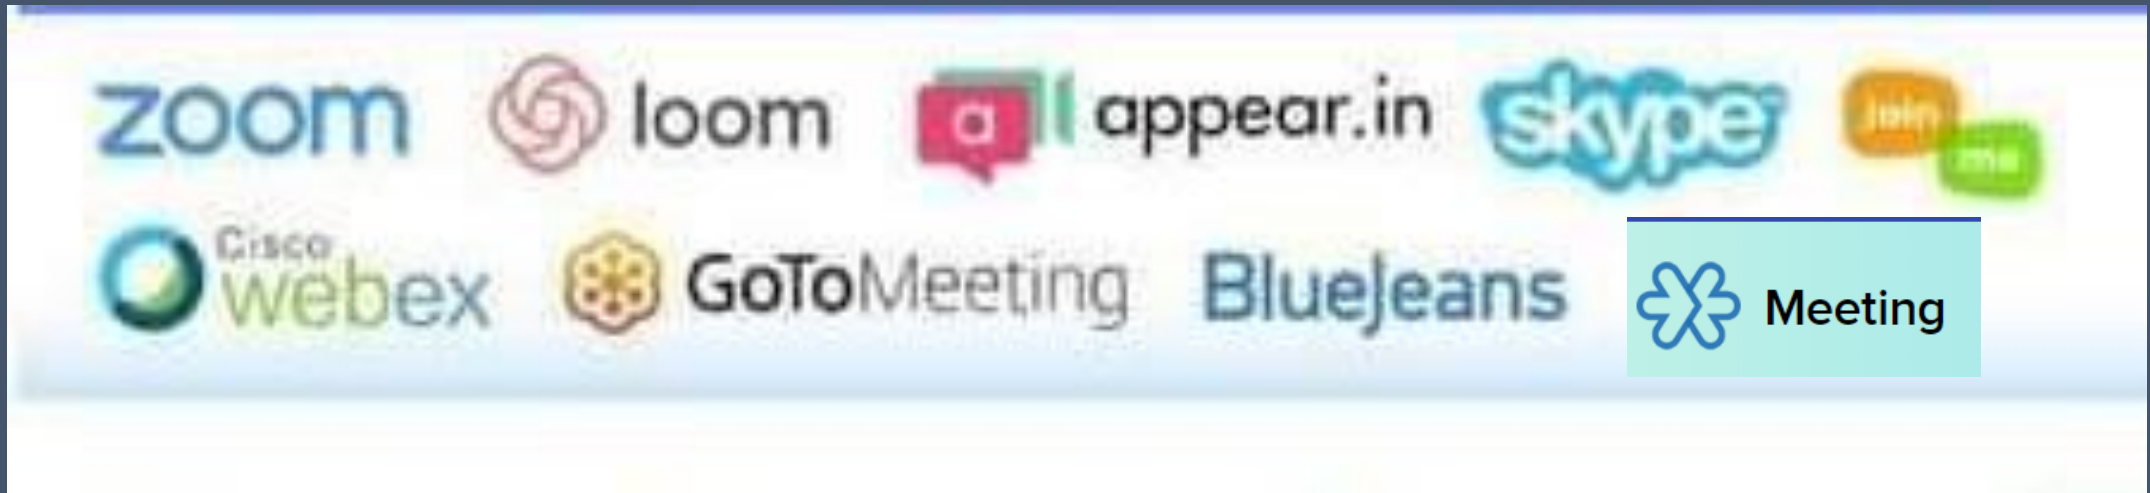 zoom loom a appear.in skype join me
Cisco webex GoToMeeting BlueJeans Meeting